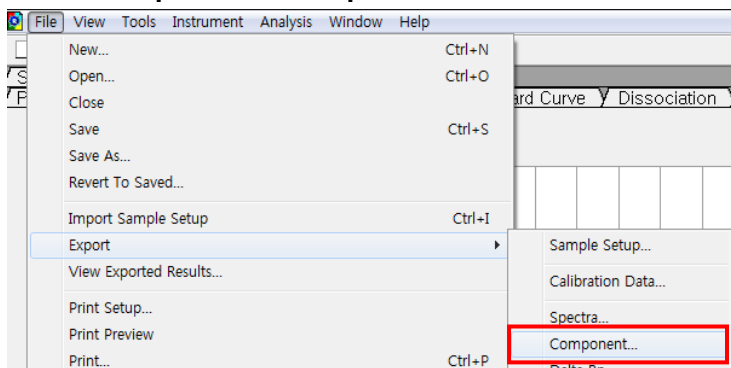 File View Tools Instrument Analysis Window Help
New... Ctrl+N
Open... Ctrl+O
Close
Curve Dissociation
Save Ctrl+S
Save As...
Revert To Saved...
Import Sample Setup Ctrl+I
Export
Sample Setup...
View Exported Results...
Calibration Data...
Print Setup...
Spectra...
Print Preview
Component...
Print... Ctrl+P